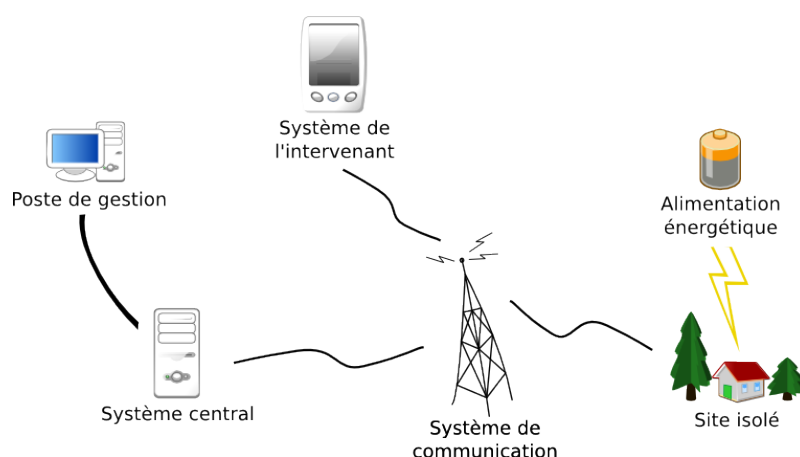 Système de
l'intervenant
Poste de gestion
Alimentation
énergétique
Système central
Site isolé
Système de
communication